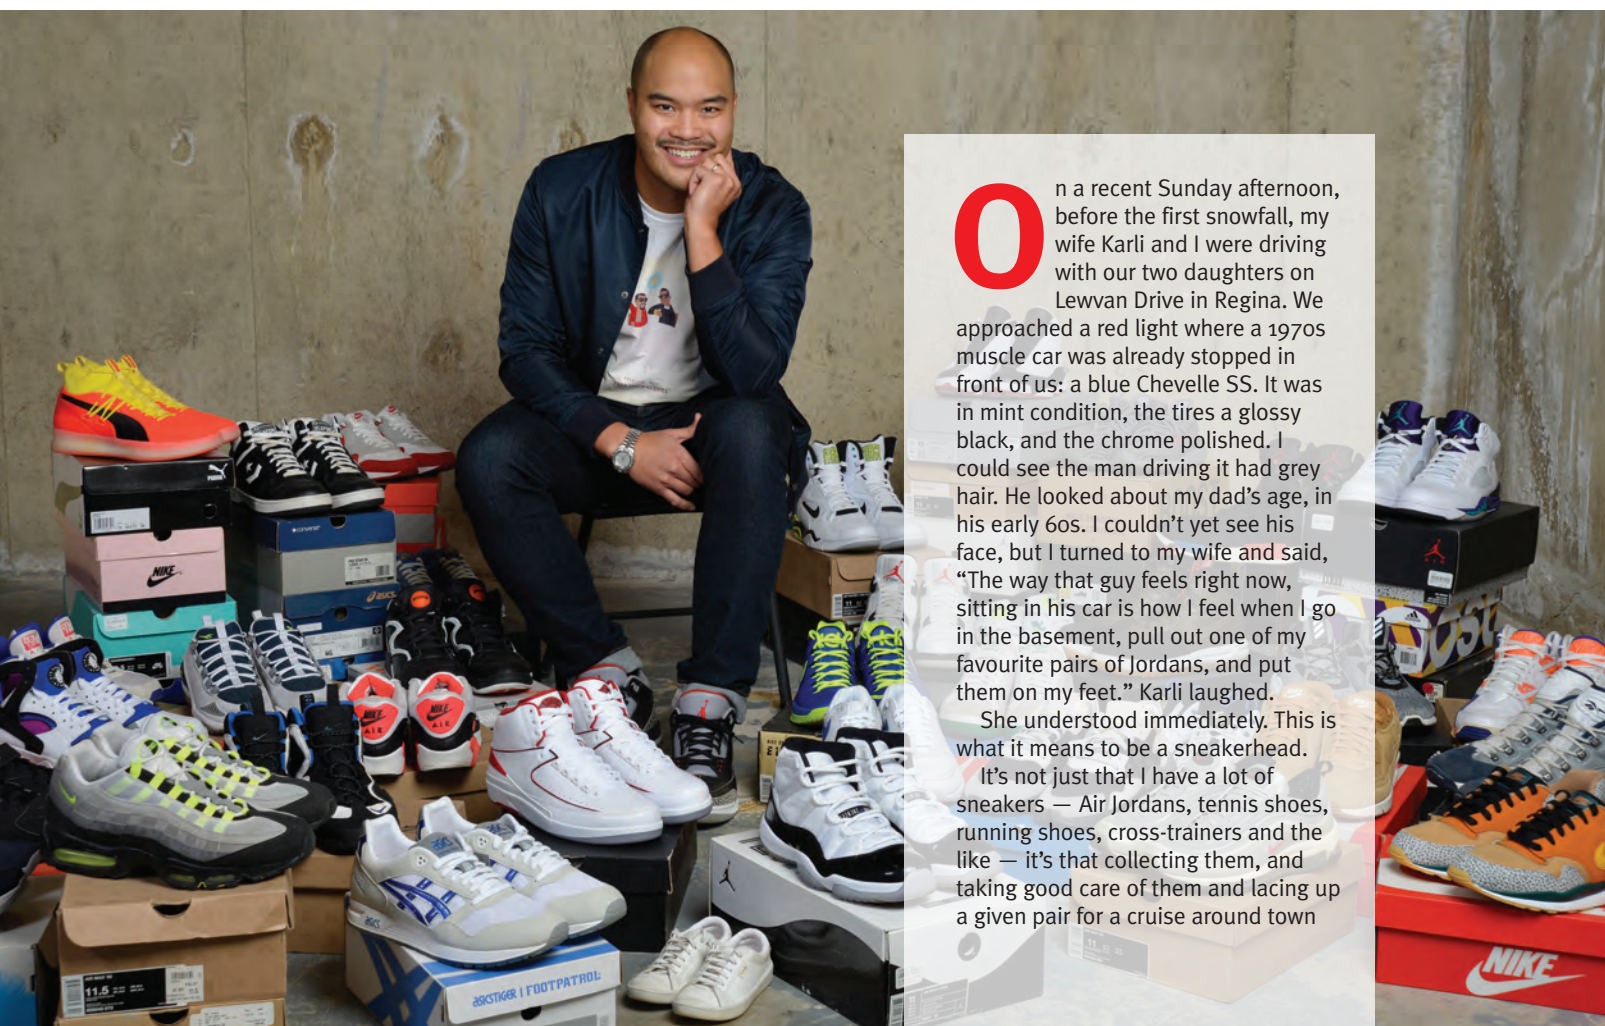 On a recent Sunday afternoon,
before the first snowfall, my
wife Karli and I were driving
with our two daughters on
Lewvan Drive in Regina. We
approached a red light where a 1970s
muscle car was already stopped in
front of us: a blue Chevelle SS. It was
in mint condition, the tires a glossy
black, and the chrome polished. I
could see the man driving it had grey
hair. He looked about my dad’s age, in
his early 60s. I couldn’t yet see his
face, but I turned to my wife and said,
“The way that guy feels right now,
sitting in his car is how I feel when I go
in the basement, pull out one of my
favourite pairs of Jordans, and put
them on my feet.” Karli laughed.
She understood immediately. This is
what it means to be a sneakerhead.
It’s not just that I have a lot of
sneakers — Air Jordans, tennis shoes,
running shoes, cross-trainers and the
like — it’s that collecting them, and
taking good care of them and lacing up
a given pair for a cruise around town
PUMA
NIKE
CONVERSE
asics
NIKE
AIR
NIKE
AIR
11.5
asics
ASICSTIGER | FOOTPATROL
adidas
NIKE